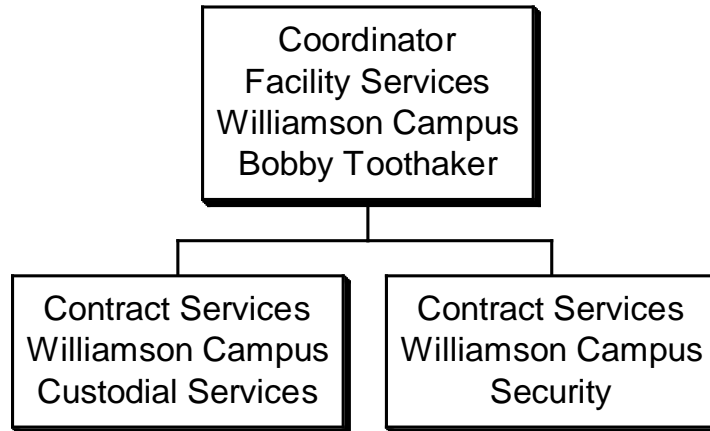 Coordinator
Facility Services
Williamson Campus
Bobby Toothaker
Contract Services
Williamson Campus
Custodial Services
Contract Services
Williamson Campus
Security